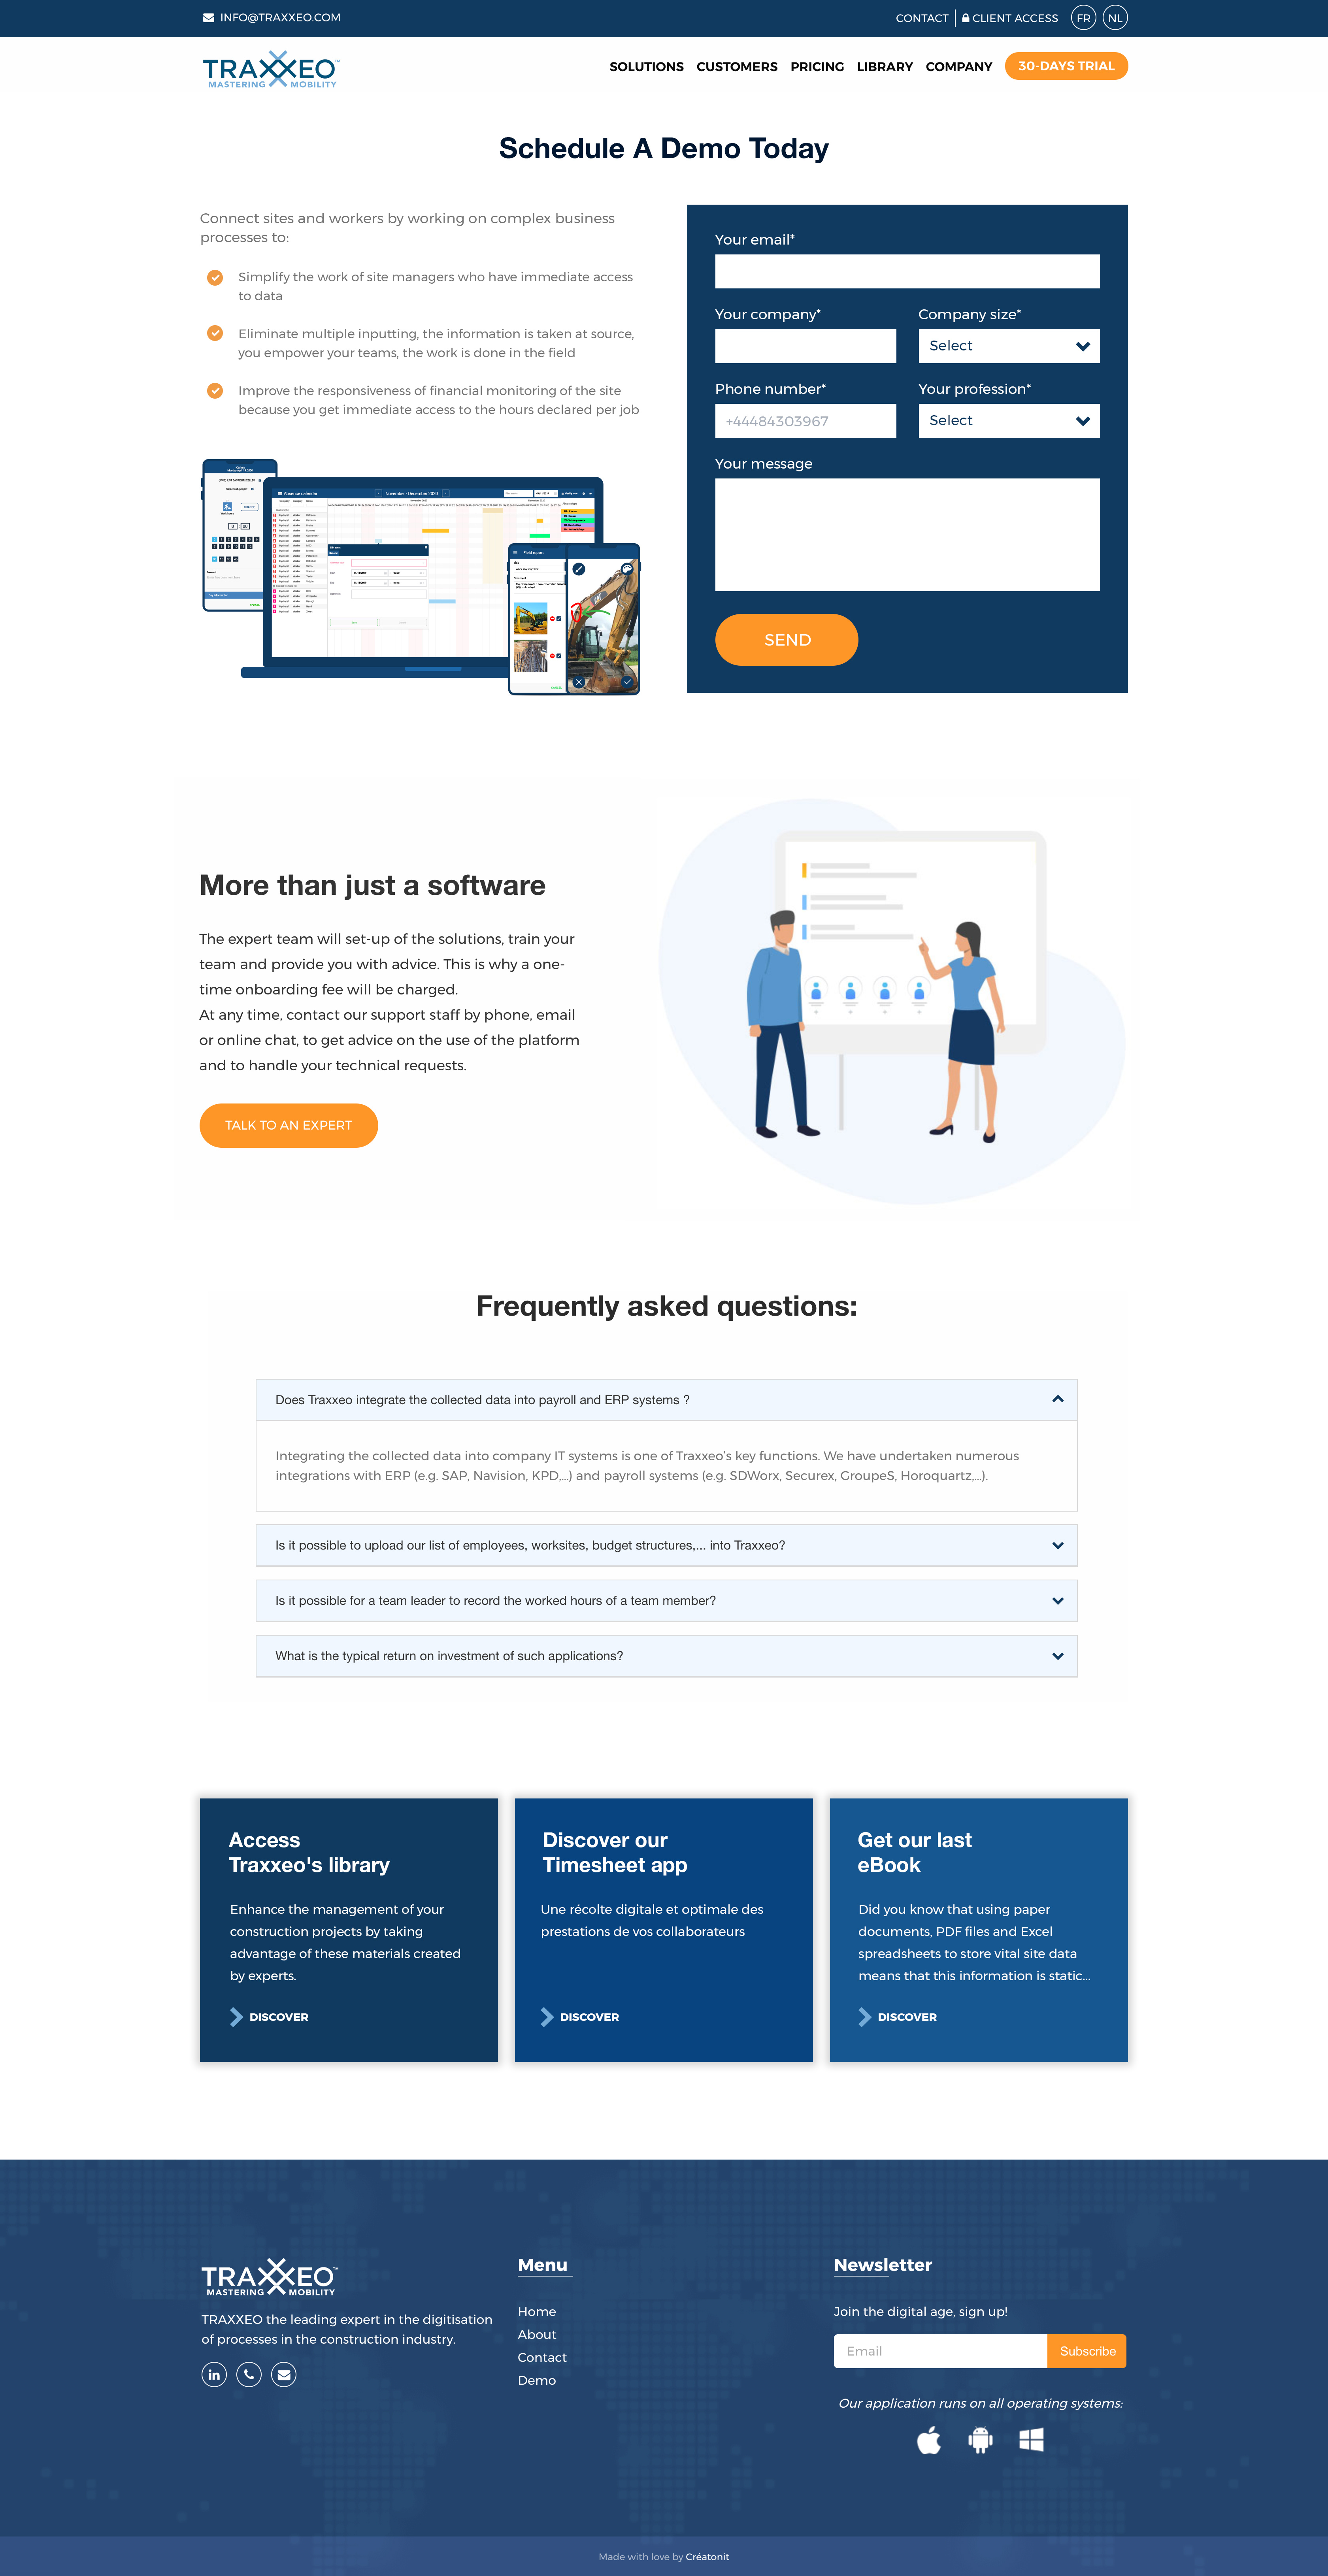 INFO@TRAXXEO.COM
CONTACT
CLIENT ACCESS
FR
NL
TRAXXEO™
MASTERING MOBILITY
SOLUTIONS
CUSTOMERS
PRICING
LIBRARY
COMPANY
30-DAYS TRIAL
Schedule A Demo Today
Connect sites and workers by working on complex business
processes to:
Simplify the work of site managers who have immediate access
to data
Eliminate multiple inputting, the information is taken at source,
you empower your teams, the work is done in the field
Improve the responsiveness of financial monitoring of the site
because you get immediate access to the hours declared per job
Absence calendar
November - December 2020
Field report
Your email*
Your company*
Company size*
Select
Phone number*
Your profession*
+44484303967
Select
Your message
SEND
More than just a software
The expert team will set-up of the solutions, train your
team and provide you with advice. This is why a one-
time onboarding fee will be charged.
At any time, contact our support staff by phone, email
or online chat, to get advice on the use of the platform
and to handle your technical requests.
TALK TO AN EXPERT
Frequently asked questions:
Does Traxxeo integrate the collected data into payroll and ERP systems ?
Integrating the collected data into company IT systems is one of Traxxeo's key functions. We have undertaken numerous
integrations with ERP (e.g. SAP, Navision, KPD,...) and payroll systems (e.g. SDWorx, Securex, GroupeS, Horoquartz,...).
Is it possible to upload our list of employees, worksites, budget structures,... into Traxxeo?
Is it possible for a team leader to record the worked hours of a team member?
What is the typical return on investment of such applications?
Access
Traxxeo's library
Enhance the management of your
construction projects by taking
advantage of these materials created
by experts.
DISCOVER
Discover our
Timesheet app
Une récolte digitale et optimale des
prestations de vos collaborateurs
DISCOVER
Get our last
eBook
Did you know that using paper
documents, PDF files and Excel
spreadsheets to store vital site data
means that this information is static...
DISCOVER
TRAXXEO™
MASTERING MOBILITY
TRAXXEO the leading expert in the digitisation
of processes in the construction industry.
in
Menu
Home
About
Contact
Demo
Newsletter
Join the digital age, sign up!
Email
Subscribe
Our application runs on all operating systems:
Made with love by Créatonit